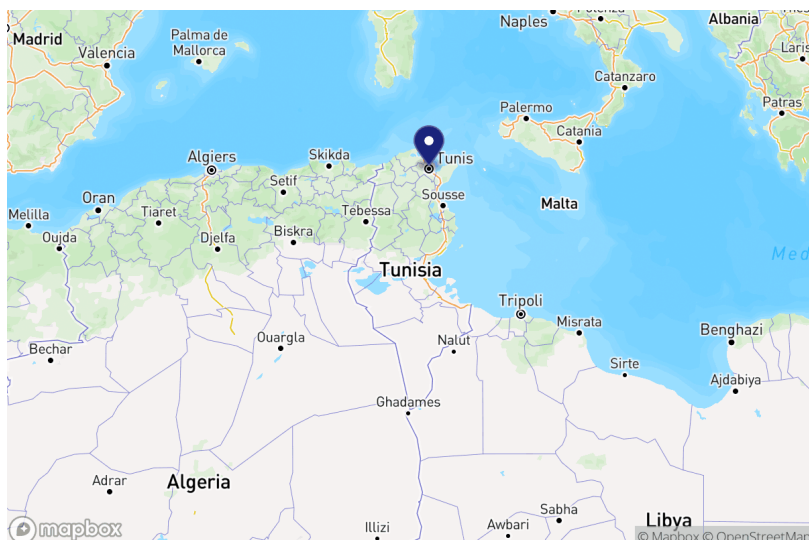 Naples
Potenza
Albania
Madrid
Palma de
Mallorca
Valencia
Laris
Catanzaro
Palermo
Patras
Catania
Algiers
Skikda
Tunis
Setif
Oran
Sousse
Malta
Melilla
Tiaret
Tebessa
Biskra
Oujda
Djelfa
Med
Tunisia
Tripoli
Misrata
Benghazi
Ouargla
Nalut
Bechar
Sirte
Ajdabiya
Ghadames
Adrar
Algeria
Sabha
Illizi
Awbari
Libya
mapbox
© Mapbox © OpenStreetMap